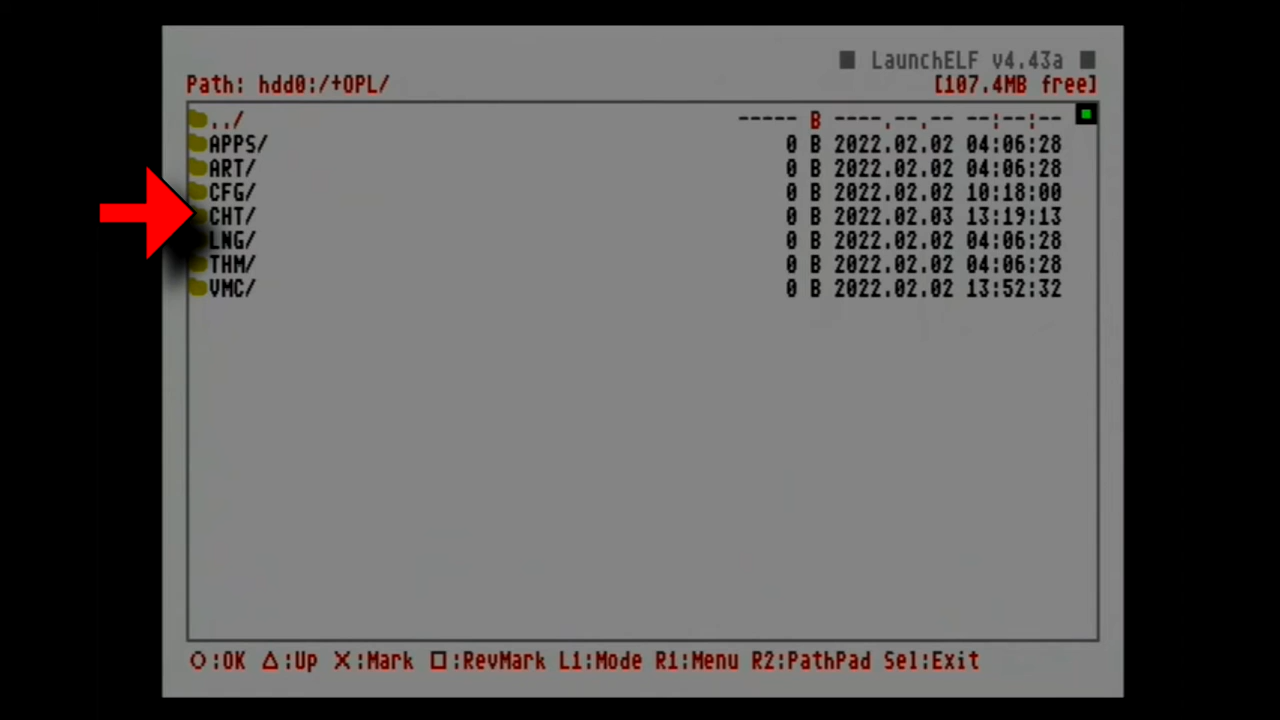 LaunchELF v4.43a
Path: hdd0:/+OPL/ [107.4MB free]
../ ----- B ----.--.-- --:--:--
APPS/ 0 B 2022.02.02 04:06:28
ART/ 0 B 2022.02.02 04:06:28
CFG/ 0 B 2022.02.02 10:18:00
CHT/ 0 B 2022.02.03 13:19:13
LNG/ 0 B 2022.02.02 04:06:28
THM/ 0 B 2022.02.02 04:06:28
VMC/ 0 B 2022.02.02 13:52:32
○:OK △:Up ×:Mark □:RevMark L1:Mode R1:Menu R2:PathPad Sel:Exit